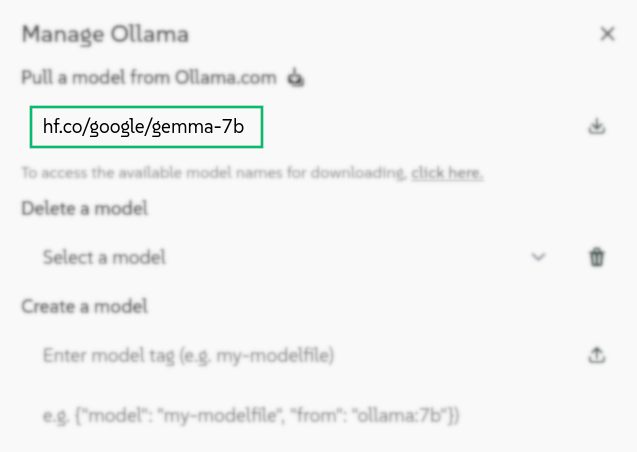 Manage Ollama
Pull a model from Ollama.com
hf.co/google/gemma-7b
To access the available model names for downloading, click here.
Delete a model
Select a model
Create a model
Enter model tag (e.g. my-modelfile)
e.g. {"model": "my-modelfile", "from": "ollama:7b"})